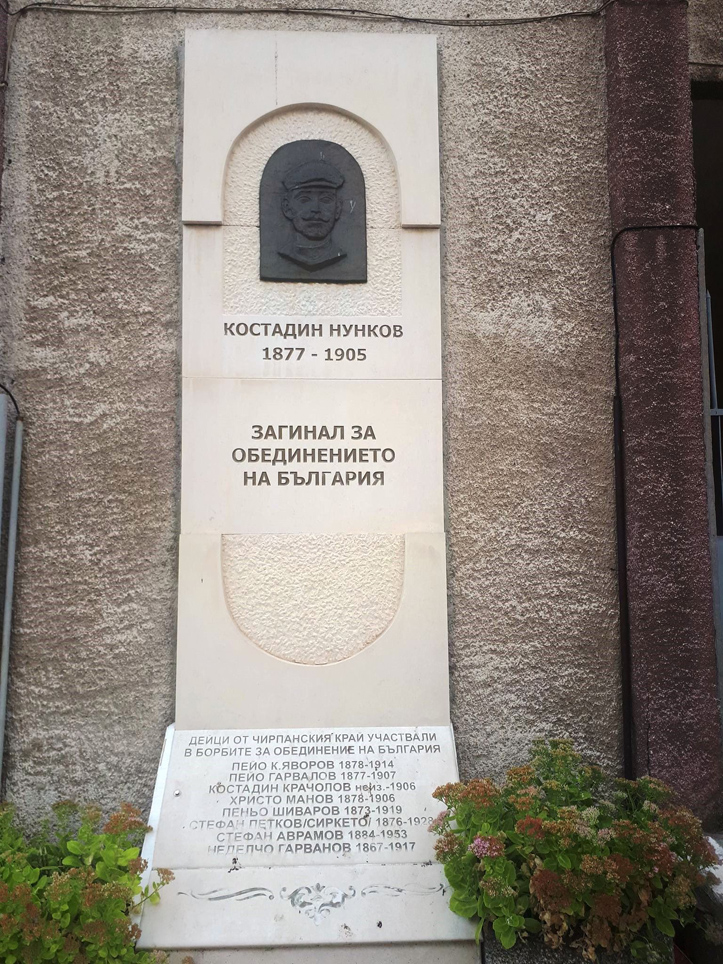 КОСТАДИН НУНКОВ
1877 - 1905
ЗАГИНАЛ ЗА
ОБЕДИНЕНИЕТО
НА БЪЛГАРИЯ
ДЕЙЦИ ОТ ЧИРПАНСКИЯ КРАЙ УЧАСТВАЛИ
В БОРБИТЕ ЗА ОБЕДИНЕНИЕ НА БЪЛГАРИЯ
ПЕЙО К.ЯВОРОВ 1878-1914
ПЕЙО ГАРВАЛОВ 1877-1907
КОСТАДИН КРАЧОЛОВ неиз.-1906
ХРИСТО МАНОВ 1878-1906
ПЕНЬО ШИВАРОВ 1873-1919
СТЕФАН ПЕТКОВ/СИРКЕТО 1876-1928
СТЕФАН АВРАМОВ 1884-1953
НЕДЕЛЧО ГАРВАНОВ 1867-1917